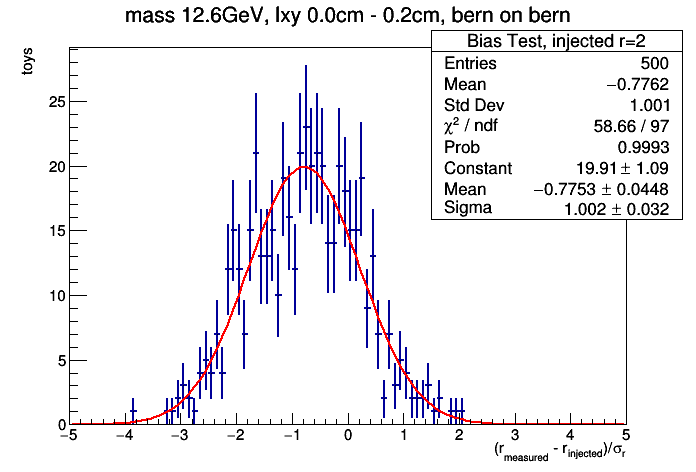 mass 12.6GeV, lxy 0.0cm - 0.2cm, bern on bern
Bias Test, injected r=2
Entries 500
Mean −0.7762
Std Dev 1.001
χ² / ndf 58.66 / 97
Prob 0.9993
Constant 19.91 ± 1.09
Mean −0.7753 ± 0.0448
Sigma 1.002 ± 0.032
toys
25
20
15
10
5
0
−5 −4 −3 −2 −1 0 1 2 3 4 5
(r_measured - r_injected)/σ_r